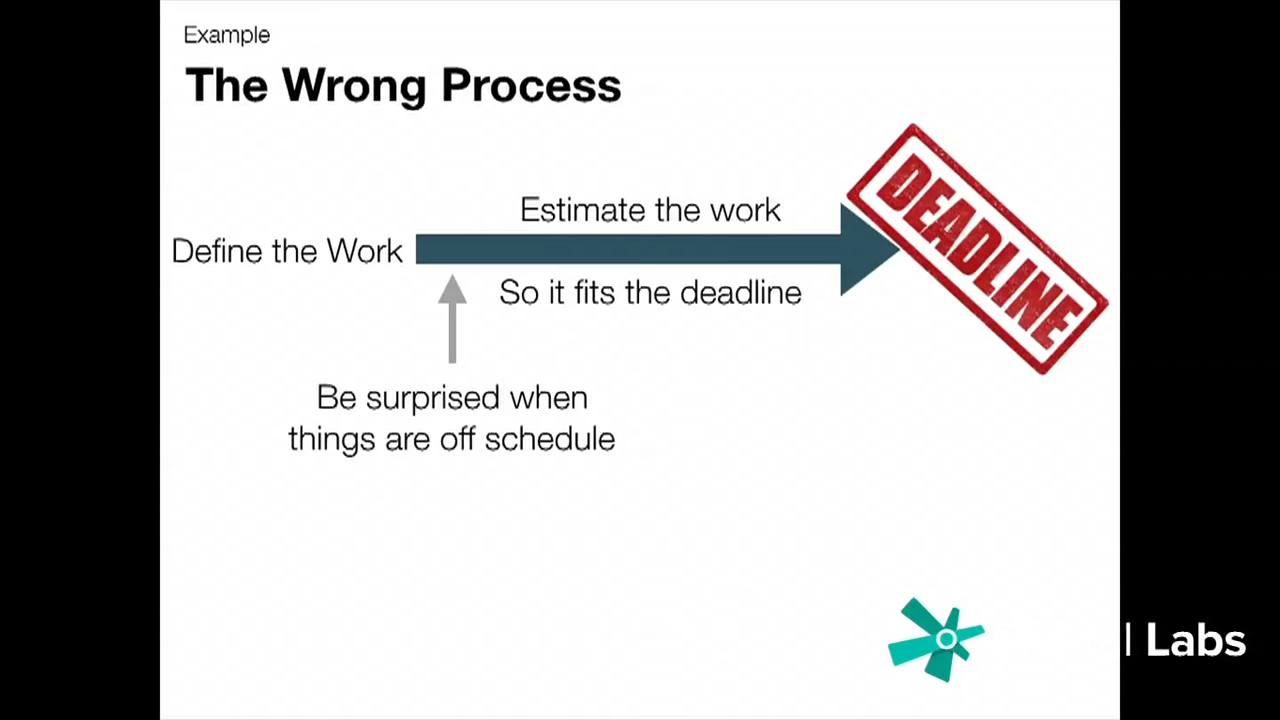 Example
The Wrong Process
Estimate the work
Define the Work
So it fits the deadline
DEADLINE
Be surprised when
things are off schedule
Labs